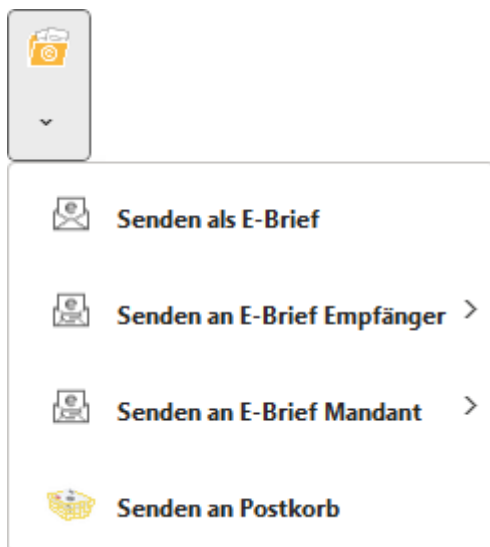 Senden als E-Brief
Senden an E-Brief Empfänger
Senden an E-Brief Mandant
Senden an Postkorb